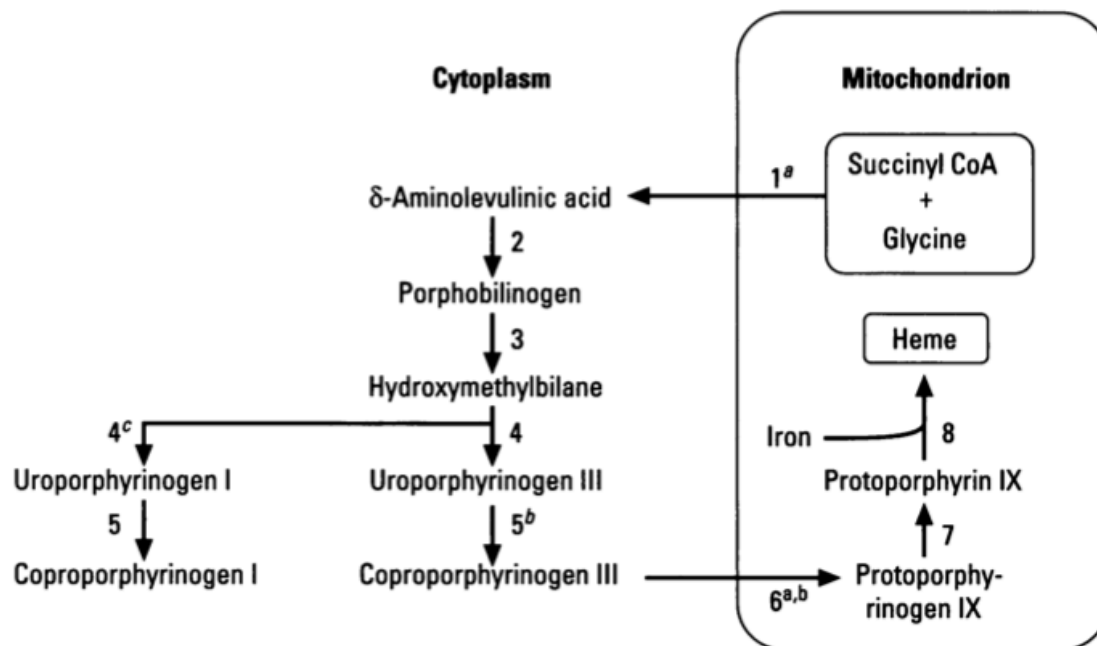 Cytoplasm
Mitochondrion
Succinyl CoA
+
Glycine
1a
δ-Aminolevulinic acid
2
Porphobilinogen
3
Heme
Hydroxymethylbilane
4c
4
Iron
8
Uroporphyrinogen I
Uroporphyrinogen III
Protoporphyrin IX
5
5b
7
Coproporphyrinogen I
Coproporphyrinogen III
6a,b
Protoporphy-
rinogen IX